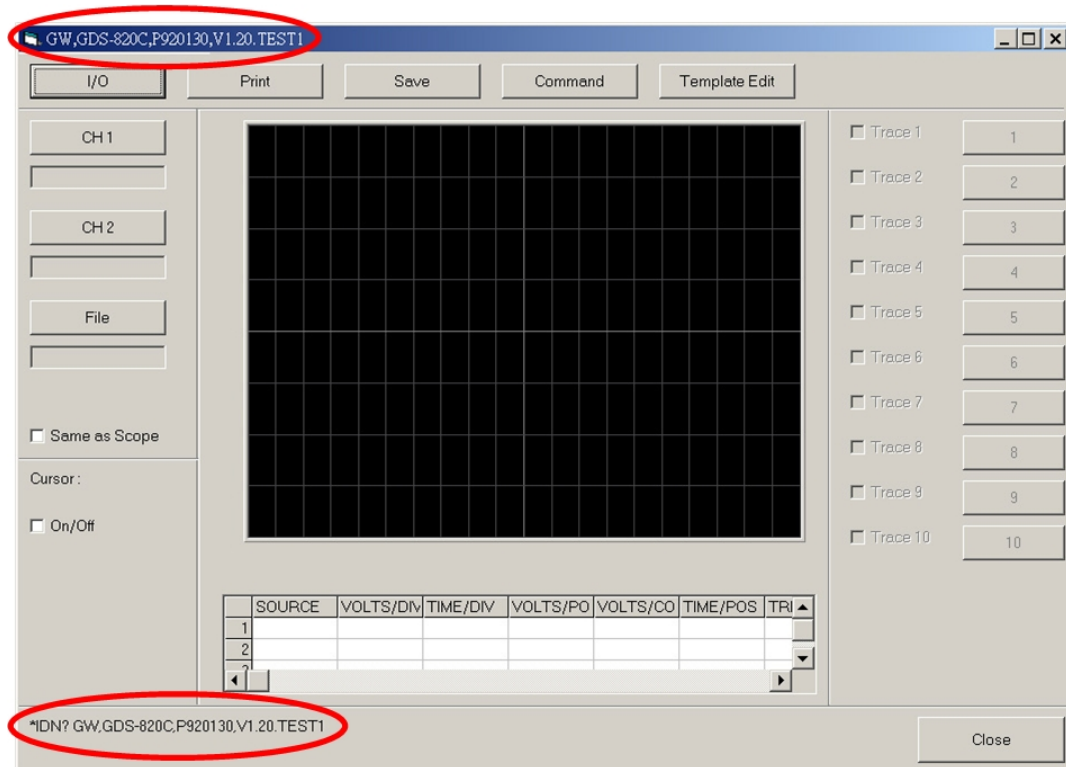 GW,GDS-820C,P920130,V1.20.TEST1
I/O Print Save Command Template Edit
CH 1
CH 2
File
Same as Scope
Cursor :
On/Off
Trace 1 1
Trace 2 2
Trace 3 3
Trace 4 4
Trace 5 5
Trace 6 6
Trace 7 7
Trace 8 8
Trace 9 9
Trace 10 10
SOURCE VOLTS/DIV TIME/DIV VOLTS/PO VOLTS/CO TIME/POS TRI
1
2
*IDN? GW,GDS-820C,P920130,V1.20.TEST1
Close